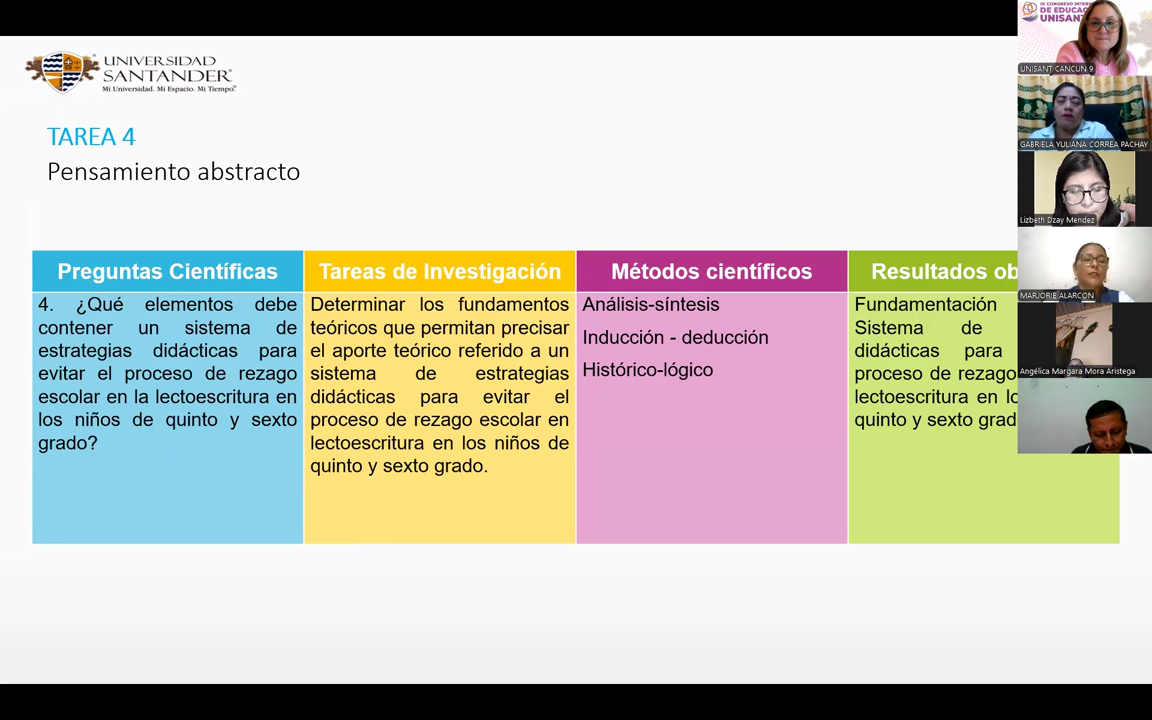 UNIVERSIDAD
SANTANDER
Mi Universidad. Mi Espacio. Mi Tiempo.
TAREA 4
Pensamiento abstracto
Preguntas Científicas
4. ¿Qué elementos debe
contener un sistema de
estrategias didácticas para
evitar el proceso de rezago
escolar en la lectoescritura en
los niños de quinto y sexto
grado?
Tareas de Investigación
Determinar los fundamentos
teóricos que permitan precisar
el aporte teórico referido a un
sistema de estrategias
didácticas para evitar el
proceso de rezago escolar en
lectoescritura en los niños de
quinto y sexto grado.
Métodos científicos
Análisis-síntesis
Inducción - deducción
Histórico-lógico
Resultados ob
Fundamentación
Sistema de
didácticas para
proceso de rezago
lectoescritura en lo
quinto y sexto grad
IX CONGRESO INTERN
DE EDUCAC
UNISANT
UNISANT CANCUN 9
GABRIELA YULIANA CORREA PACHAY
Lizbeth Dzay Mendez
MARJORIE ALARCON
Angélica Margara Mora Aristega